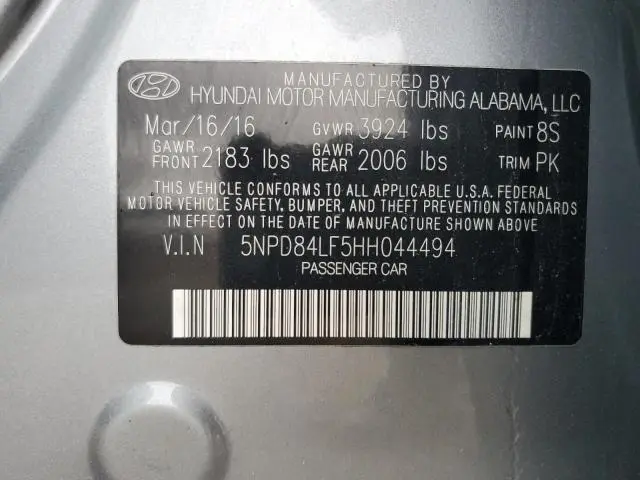 MANUFACTURED BY
HYUNDAI MOTOR MANUFACTURING ALABAMA, LLC
Mar/16/16 GVWR 3924 lbs PAINT 8S
GAWR FRONT 2183 lbs GAWR REAR 2006 lbs TRIM PK
THIS VEHICLE CONFORMS TO ALL APPLICABLE U.S.A. FEDERAL
MOTOR VEHICLE SAFETY, BUMPER, AND THEFT PREVENTION STANDARDS
IN EFFECT ON THE DATE OF MANUFACTURE SHOWN ABOVE
V.I.N 5NPD84LF5HH044494
PASSENGER CAR